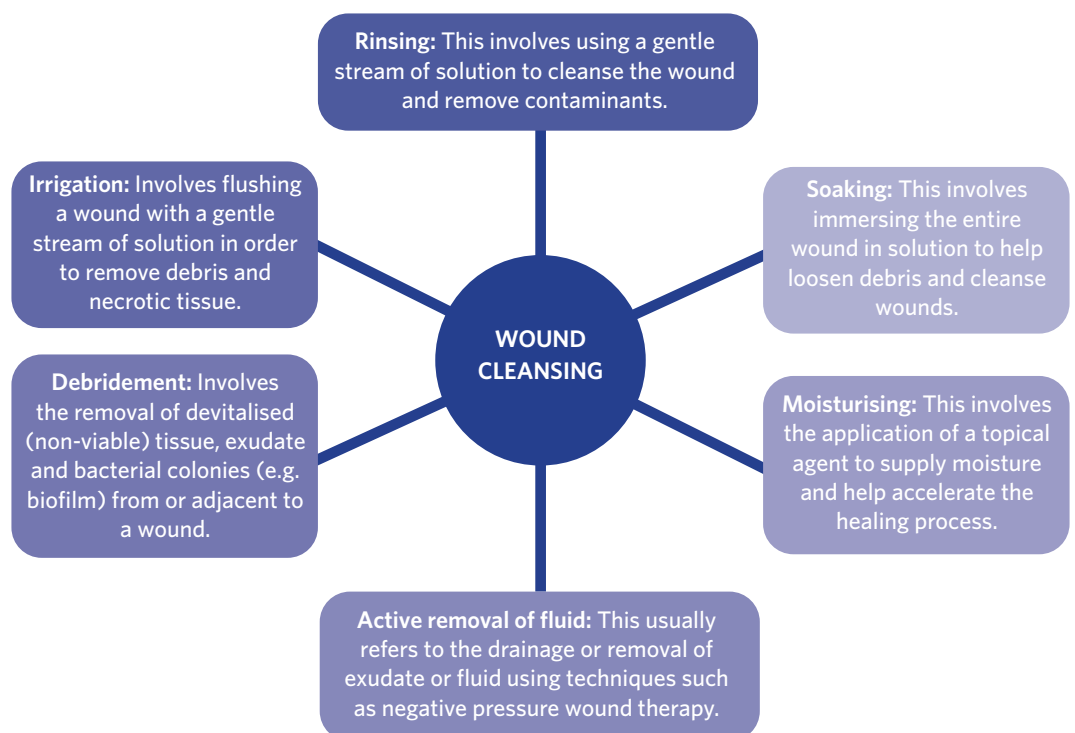 Rinsing: This involves using a gentle
stream of solution to cleanse the wound
and remove contaminants.
Irrigation: Involves flushing
a wound with a gentle
stream of solution in order
to remove debris and
necrotic tissue.
Soaking: This involves
immersing the entire
wound in solution to help
loosen debris and cleanse
wounds.
WOUND
CLEANSING
Debridement: Involves
the removal of devitalised
(non-viable) tissue, exudate
and bacterial colonies (e.g.
biofilm) from or adjacent to
a wound.
Moisturising: This involves
the application of a topical
agent to supply moisture
and help accelerate the
healing process.
Active removal of fluid: This usually
refers to the drainage or removal of
exudate or fluid using techniques such
as negative pressure wound therapy.